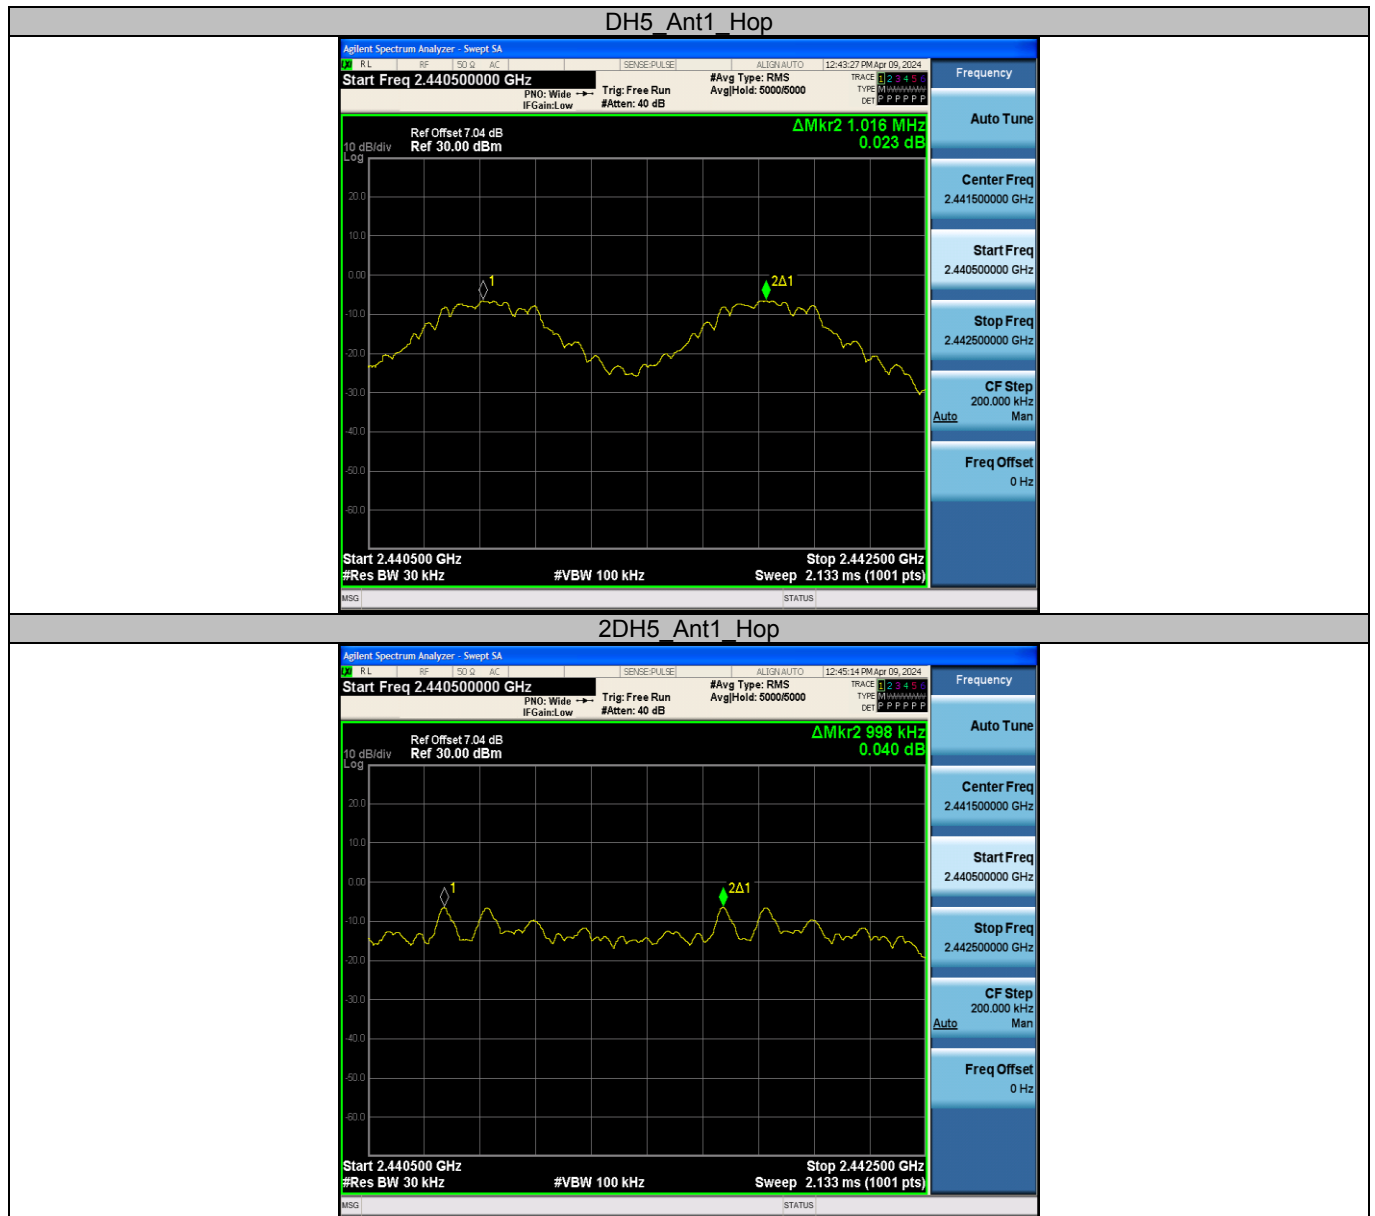 DH5_Ant1_Hop
Agilent Spectrum Analyzer - Swept SA
RL RF 50 Ω AC SENSE:PULSE ALIGN AUTO 12:43:27 PM Apr 09, 2024
Start Freq 2.440500000 GHz #Avg Type: RMS TRACE 1 2 3 4 5 6 Frequency
PNO: Wide Trig: Free Run Avg|Hold: 5000/5000 TYPE M
IFGain:Low #Atten: 40 dB DET P P P P P P
Auto Tune
ΔMkr2 1.016 MHz
Ref Offset 7.04 dB
10 dB/div Ref 30.00 dBm 0.023 dB
Log
Center Freq
2.441500000 GHz
20.0
10.0
Start Freq
2.440500000 GHz
0.00
1
2Δ1
-10.0
Stop Freq
2.442500000 GHz
-20.0
-30.0
CF Step
200.000 kHz
Auto Man
-40.0
-50.0
Freq Offset
0 Hz
-60.0
Start 2.440500 GHz Stop 2.442500 GHz
#Res BW 30 kHz #VBW 100 kHz Sweep 2.133 ms (1001 pts)
MSG STATUS
2DH5_Ant1_Hop
Agilent Spectrum Analyzer - Swept SA
RL RF 50 Ω AC SENSE:PULSE ALIGN AUTO 12:45:14 PM Apr 09, 2024
Start Freq 2.440500000 GHz #Avg Type: RMS TRACE 1 2 3 4 5 6 Frequency
PNO: Wide Trig: Free Run Avg|Hold: 5000/5000 TYPE M
IFGain:Low #Atten: 40 dB DET P P P P P P
Auto Tune
ΔMkr2 998 kHz
Ref Offset 7.04 dB
10 dB/div Ref 30.00 dBm 0.040 dB
Log
Center Freq
2.441500000 GHz
20.0
10.0
Start Freq
2.440500000 GHz
0.00
1
2Δ1
-10.0
Stop Freq
2.442500000 GHz
-20.0
-30.0
CF Step
200.000 kHz
Auto Man
-40.0
-50.0
Freq Offset
0 Hz
-60.0
Start 2.440500 GHz Stop 2.442500 GHz
#Res BW 30 kHz #VBW 100 kHz Sweep 2.133 ms (1001 pts)
MSG STATUS